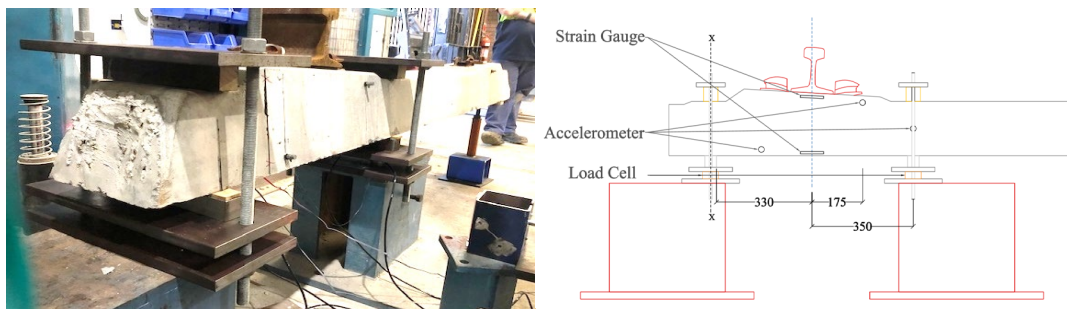 x
Strain Gauge
Accelerometer
Load Cell
330
175
x
350